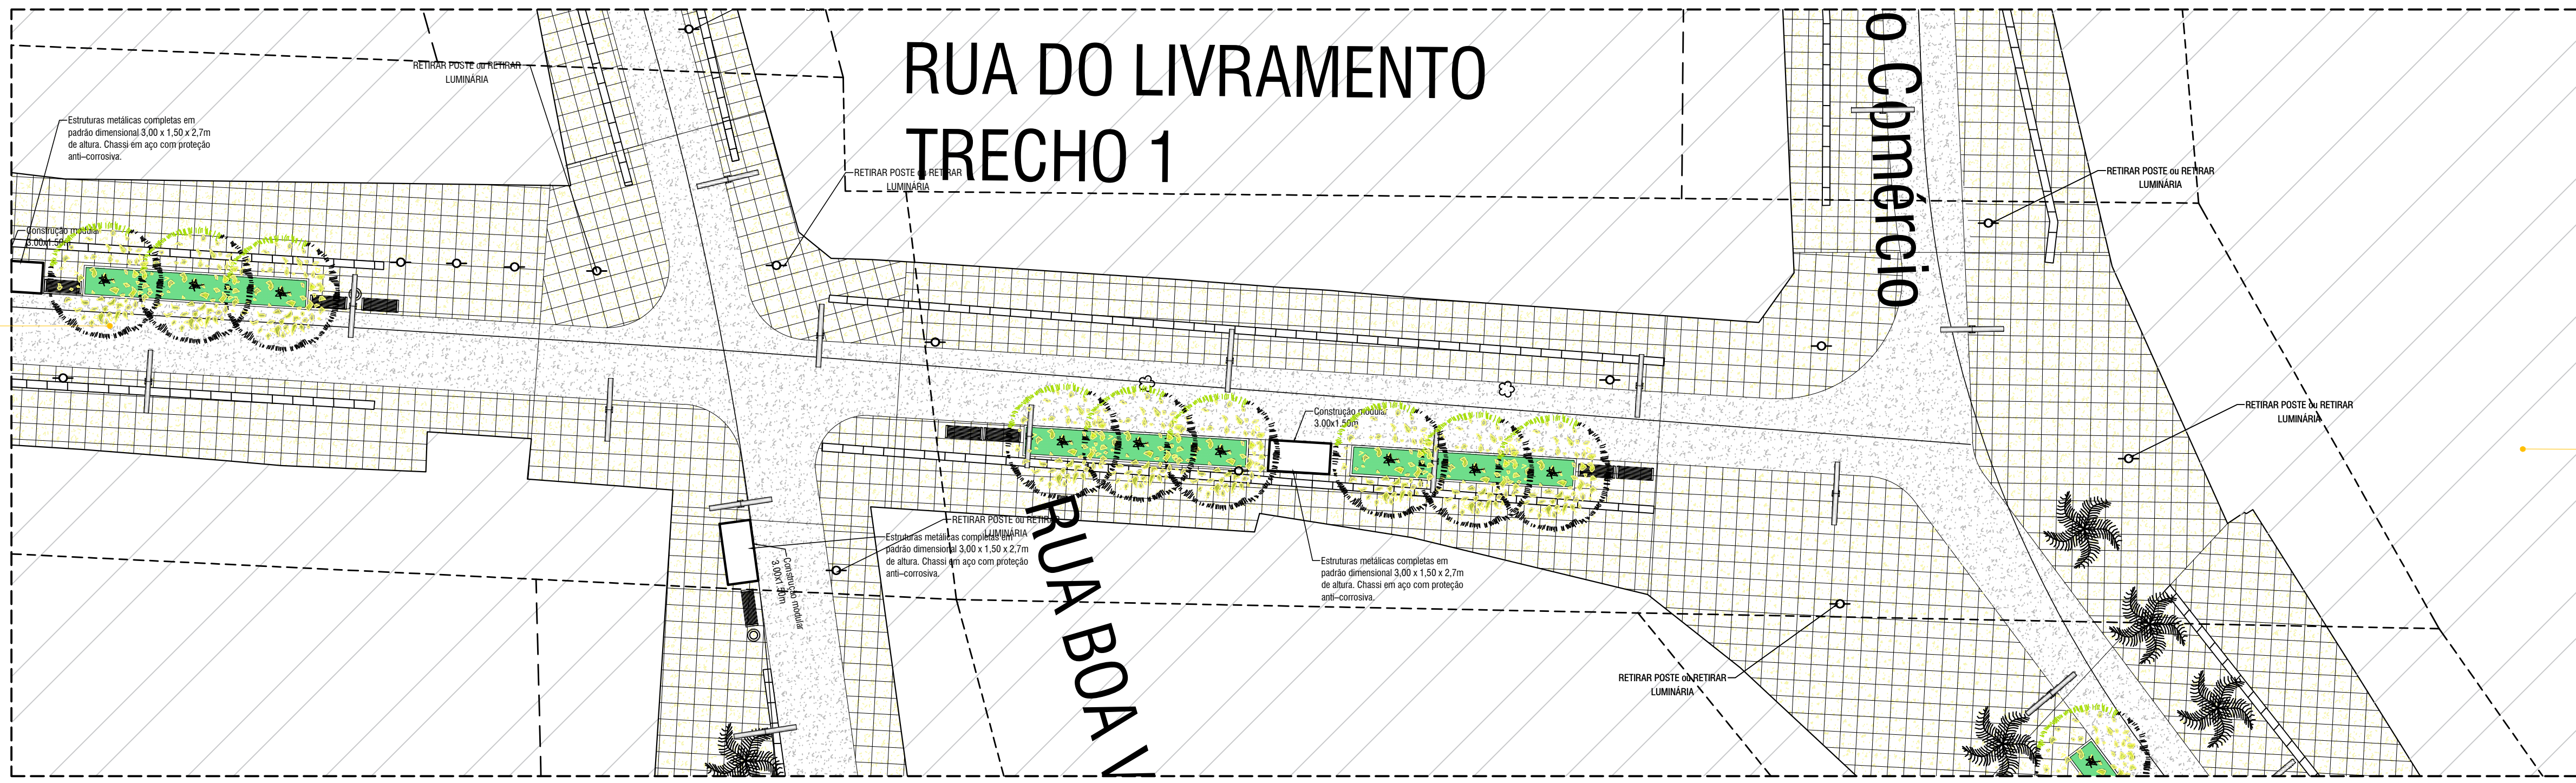 RUA DO LIVRAMENTO
TRECHO 1
o Comércio
RETIRAR POSTE ou RETIRAR
LUMINÁRIA
Estruturas metálicas completas em
padrão dimensional 3,00 x 1,50 x 2,7m
de altura. Chassi em aço com proteção
anti–corrosiva.
RETIRAR POSTE ou RETIRAR
LUMINÁRIA
RETIRAR POSTE ou RETIRAR
LUMINÁRIA
Construção modular
3.00x1.50m
RETIRAR POSTE ou RETIRAR
LUMINÁRIA
Construção modular
3.00x1.50m
RETIRAR POSTE ou RETIRAR
LUMINÁRIA
Estruturas metálicas completas em
padrão dimensional 3,00 x 1,50 x 2,7m
de altura. Chassi em aço com proteção
anti–corrosiva.
Construção modular
3.00x1.50m
RUA BOA V
Estruturas metálicas completas em
padrão dimensional 3,00 x 1,50 x 2,7m
de altura. Chassi em aço com proteção
anti–corrosiva.
RETIRAR POSTE ou RETIRAR
LUMINÁRIA